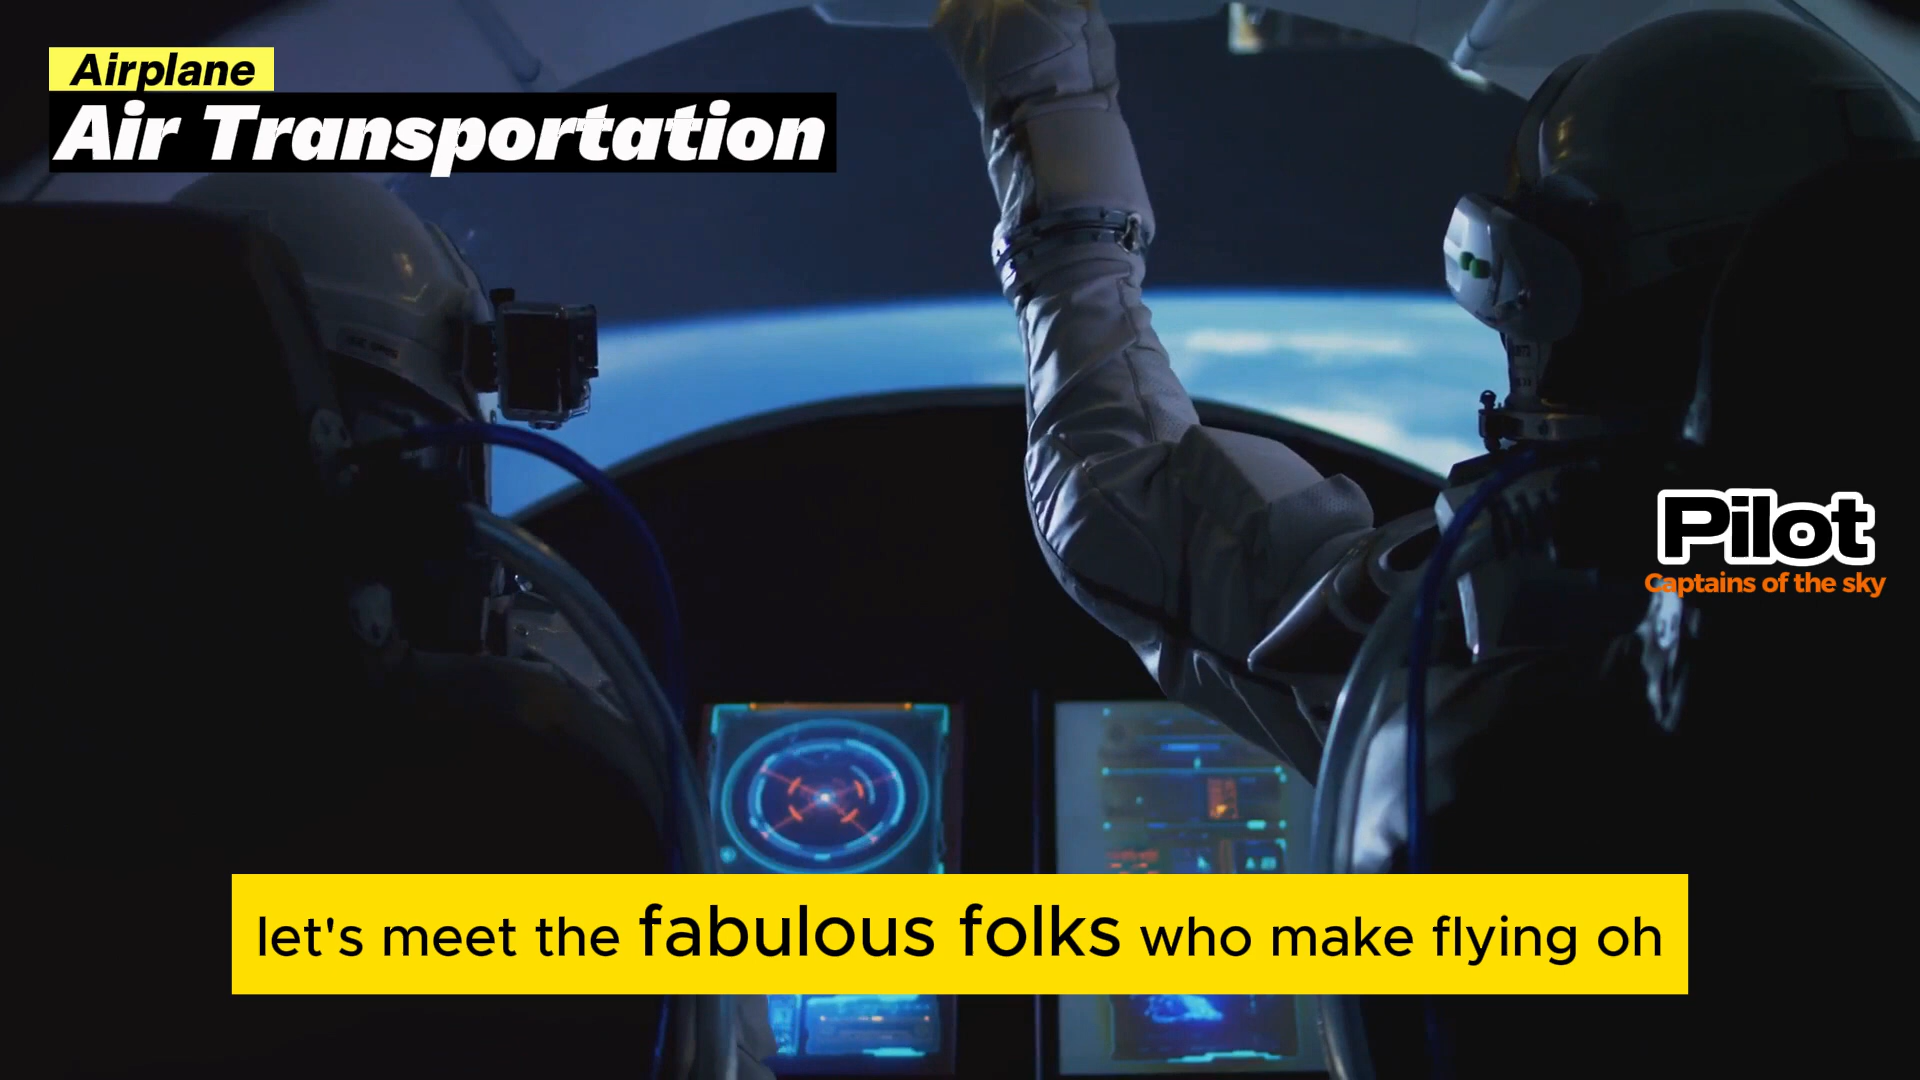 Airplane
Air Transportation
Pilot
Captains of the sky
let's meet the fabulous folks who make flying oh